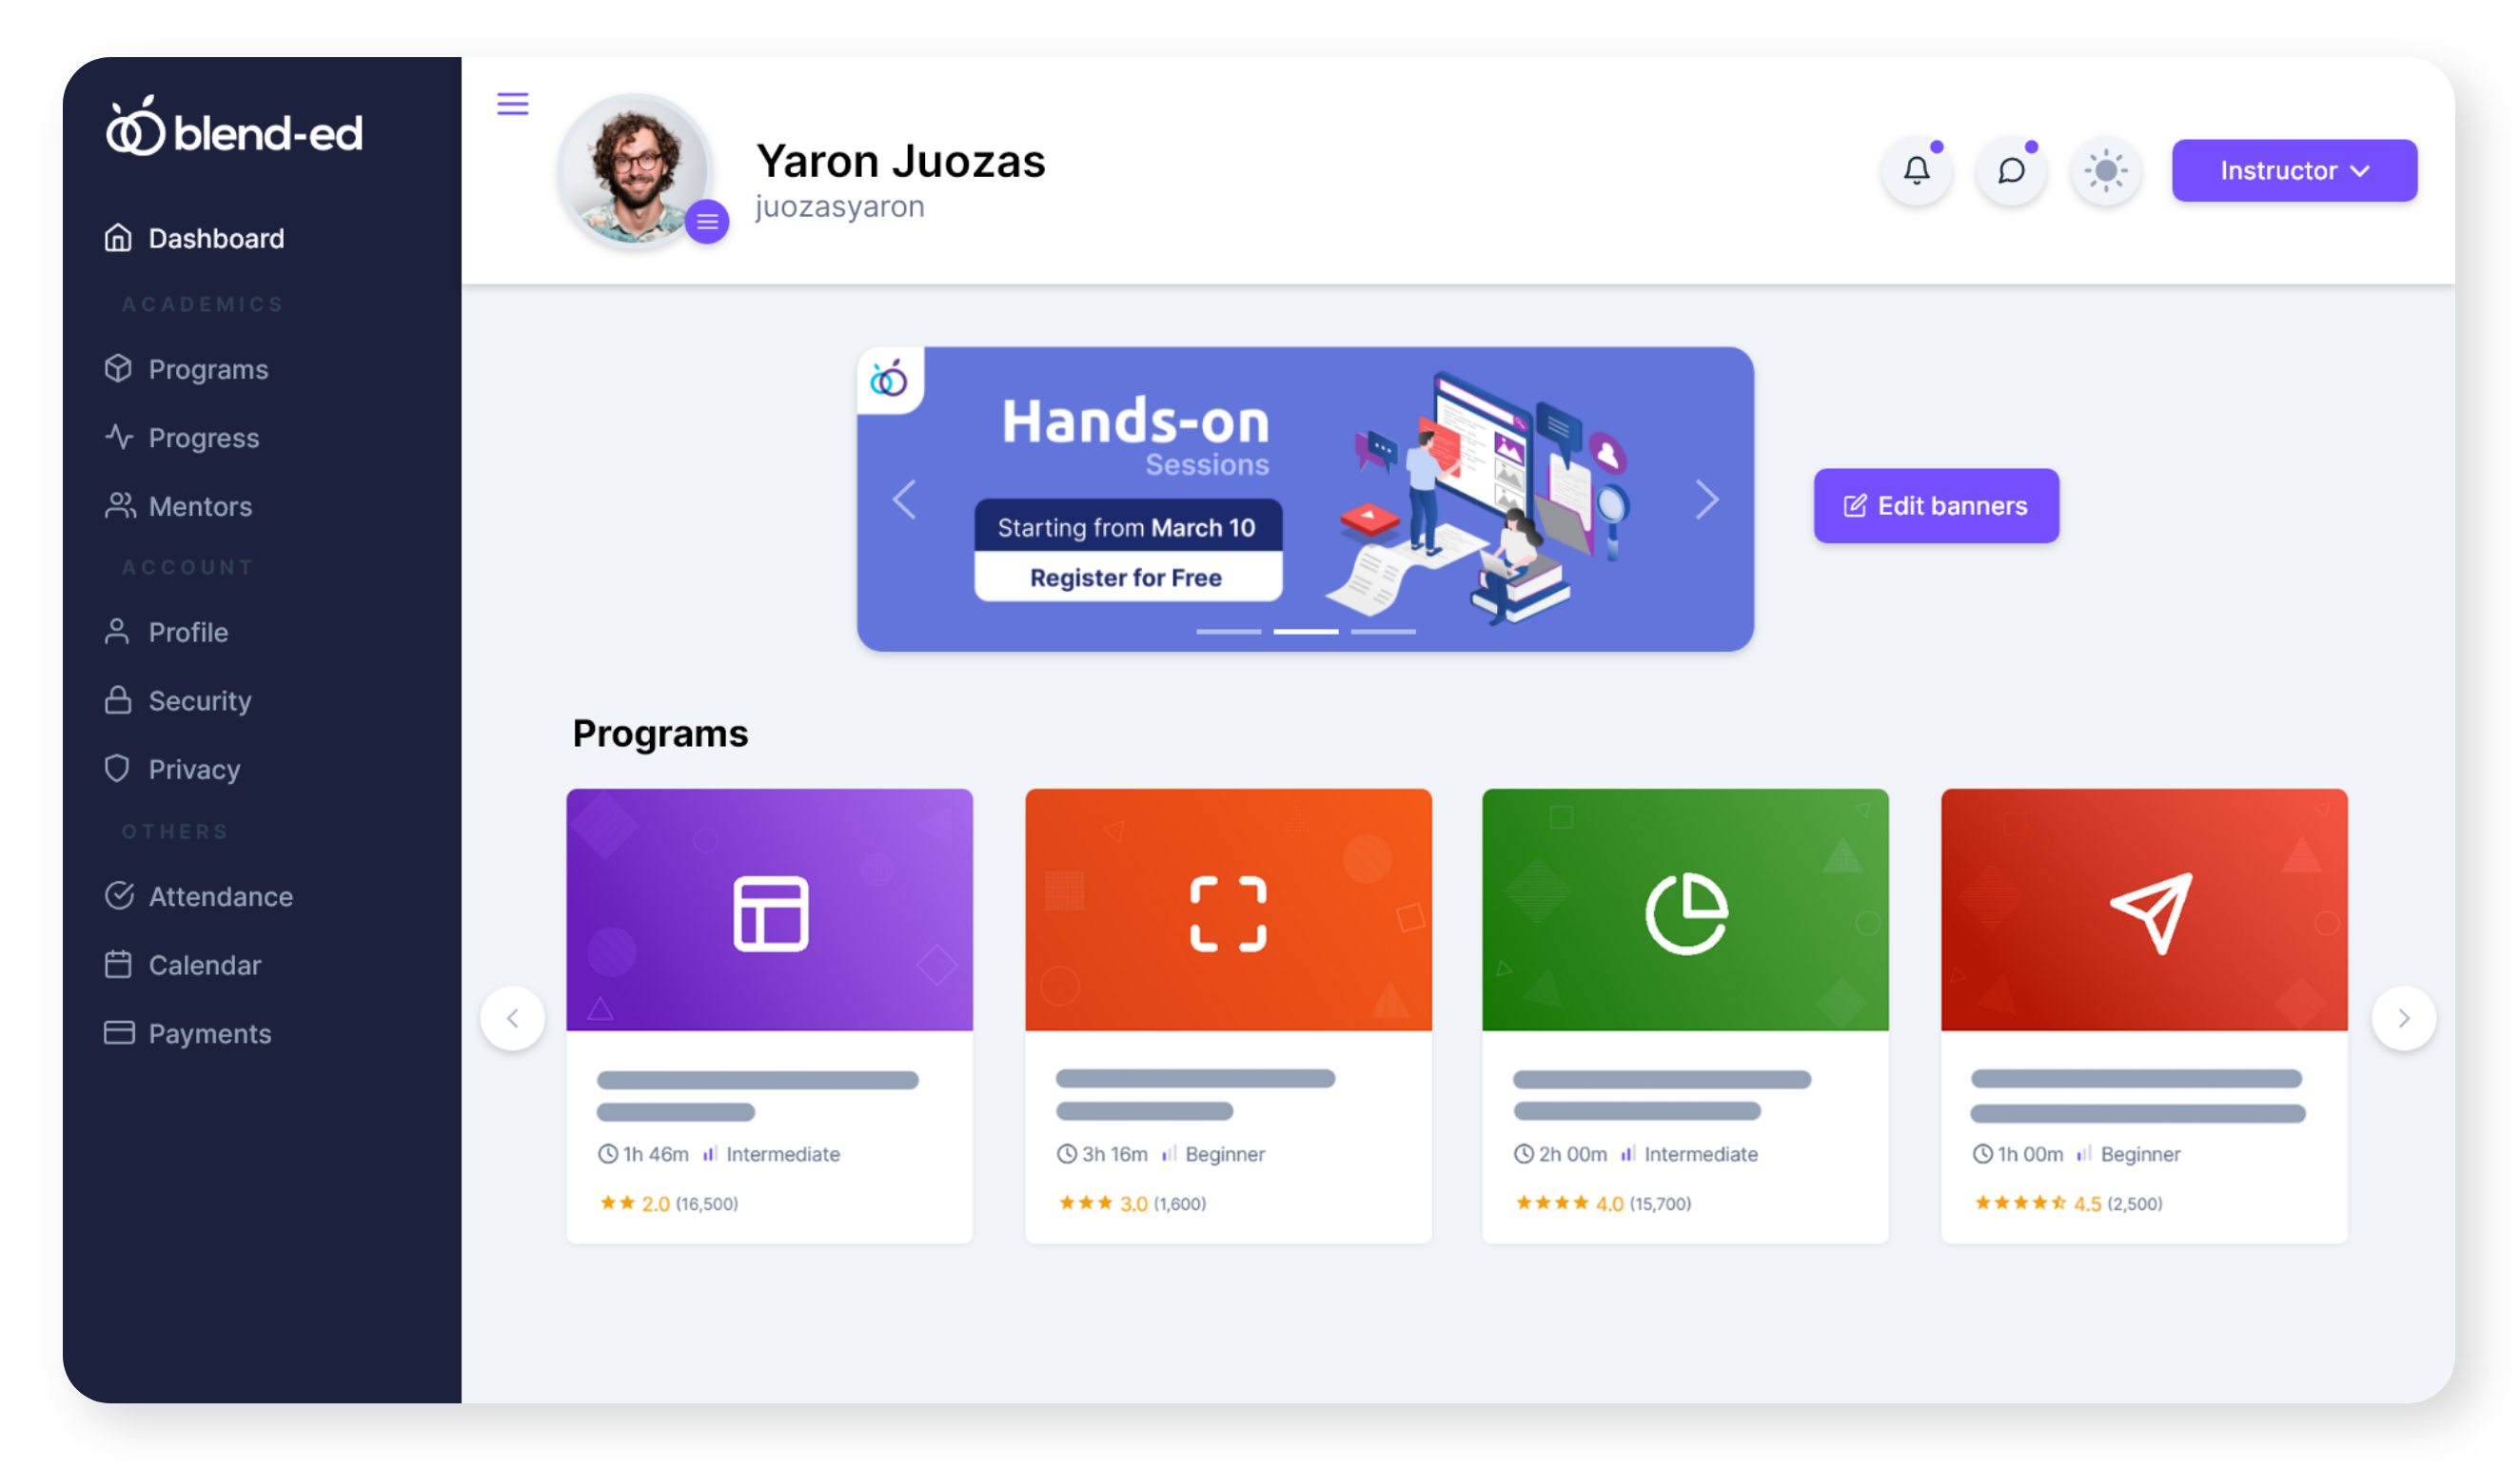 blend-ed
Dashboard
ACADEMICS
Programs
Progress
Mentors
ACCOUNT
Profile
Security
Privacy
OTHERS
Attendance
Calendar
Payments
Yaron Juozas
juozasyaron
Instructor
Hands-on
Sessions
Starting from March 10
Register for Free
Edit banners
Programs
1h 46m Intermediate
2.0 (16,500)
3h 16m Beginner
3.0 (1,600)
2h 00m Intermediate
4.0 (15,700)
1h 00m Beginner
4.5 (2,500)